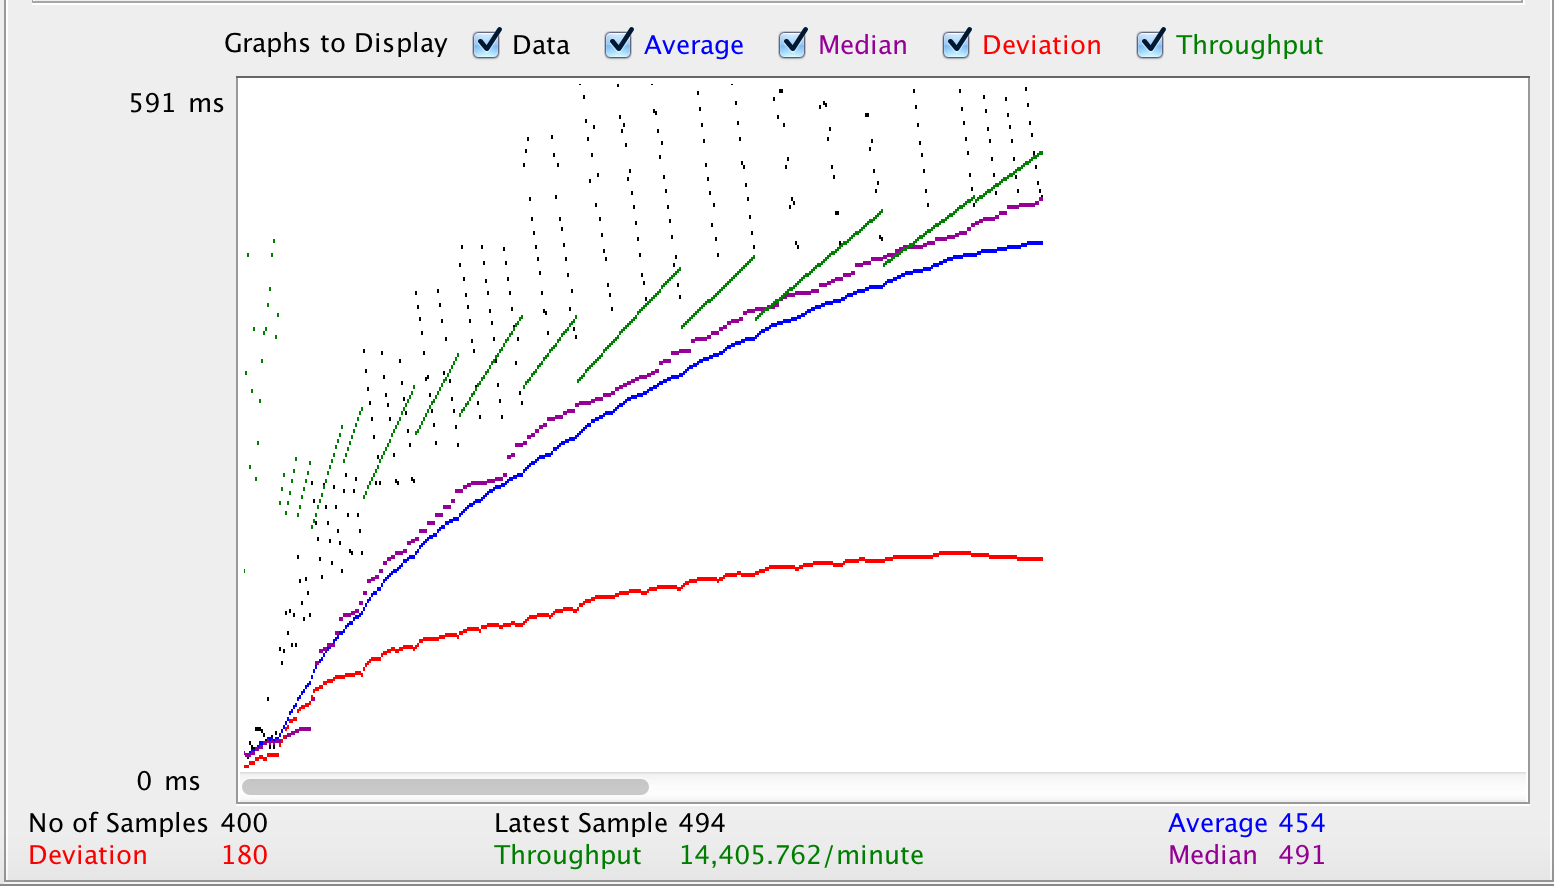 Graphs to Display Data Average Median Deviation Throughput
591 ms
0 ms
No of Samples 400 Latest Sample 494 Average 454
Deviation 180 Throughput 14,405.762/minute Median 491